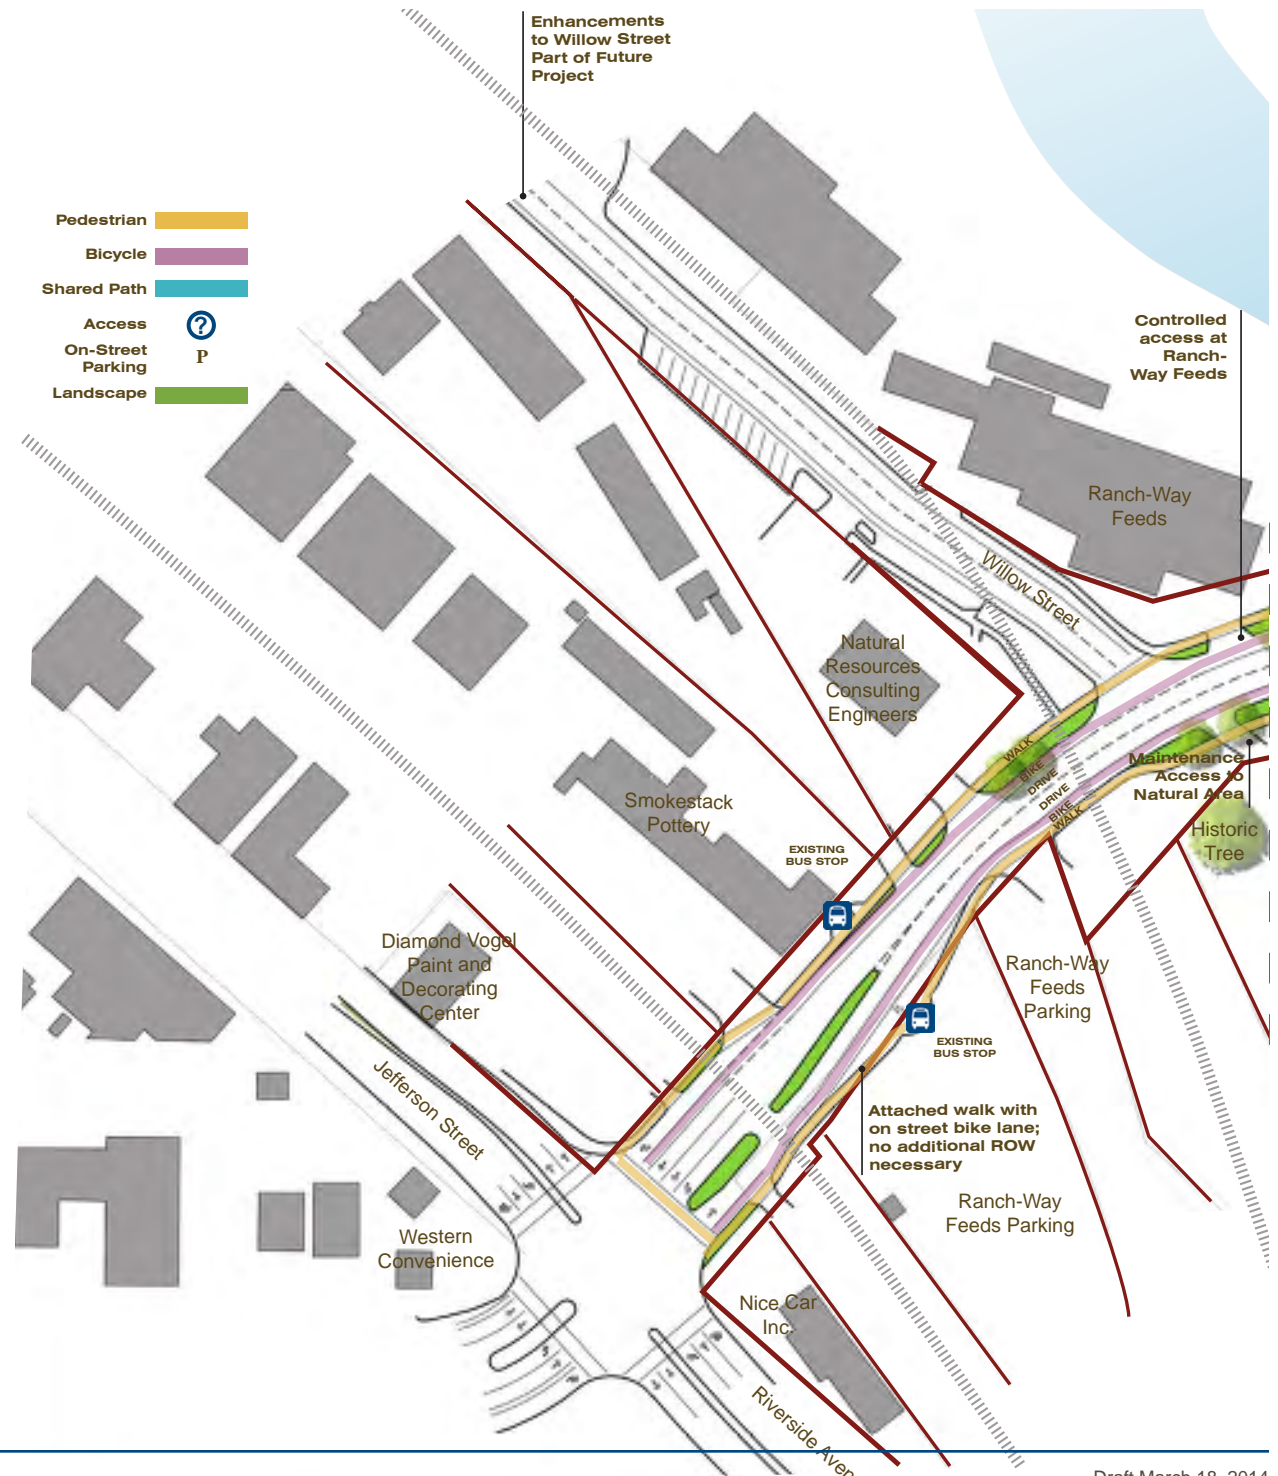 Enhancements
to Willow Street
Part of Future
Project
Pedestrian
Bicycle
Shared Path
Access
?
On-Street
Parking
P
Landscape
Controlled
access at
Ranch-
Way Feeds
Ranch-Way
Feeds
Willow Street
Natural
Resources
Consulting
Engineers
WALK
BIKE
DRIVE
DRIVE
BIKE
WALK
Maintenance
Access to
Natural Area
Historic
Tree
Smokestack
Pottery
EXISTING
BUS STOP
Diamond Vogel
Paint and
Decorating
Center
Ranch-Way
Feeds
Parking
EXISTING
BUS STOP
Jefferson Street
Attached walk with
on street bike lane;
no additional ROW
necessary
Ranch-Way
Feeds Parking
Western
Convenience
Nice Car
Inc.
Riverside Aven
Draft March 18, 2014